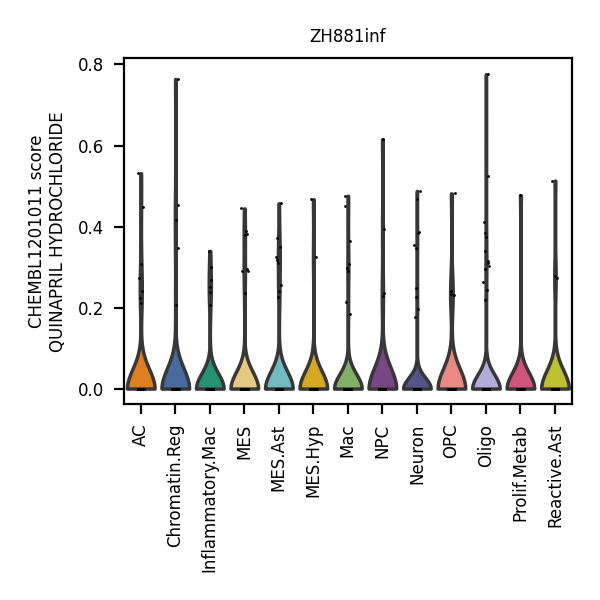 ZH881inf
CHEMBL1201011 score
QUINAPRIL HYDROCHLORIDE
0.8
0.6
0.4
0.2
0.0
AC
Chromatin.Reg
Inflammatory.Mac
MES
MES.Ast
MES.Hyp
Mac
NPC
Neuron
OPC
Oligo
Prolif.Metab
Reactive.Ast